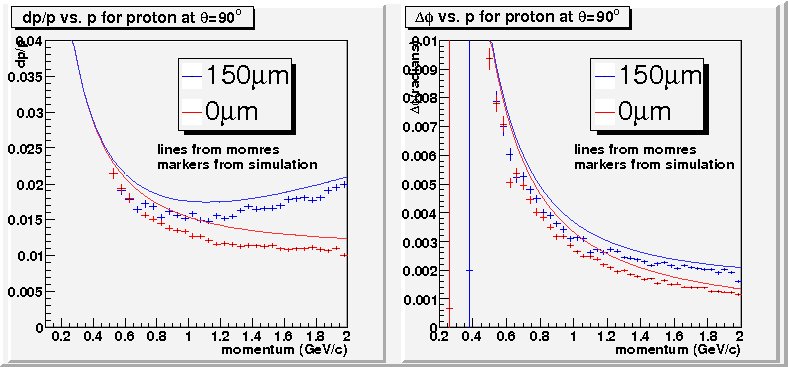 dp/p vs. p for proton at θ=90°
dp/p
0.04
0.035
0.03
0.025
0.02
0.015
0.01
0.005
0
150μm
0μm
lines from momres
markers from simulation
0.2 0.4 0.6 0.8 1 1.2 1.4 1.6 1.8 2
momentum (GeV/c)
Δϕ vs. p for proton at θ=90°
Δϕ(radians)
0.01
0.009
0.008
0.007
0.006
0.005
0.004
0.003
0.002
0.001
0
150μm
0μm
lines from momres
markers from simulation
0.2 0.4 0.6 0.8 1 1.2 1.4 1.6 1.8 2
momentum (GeV/c)